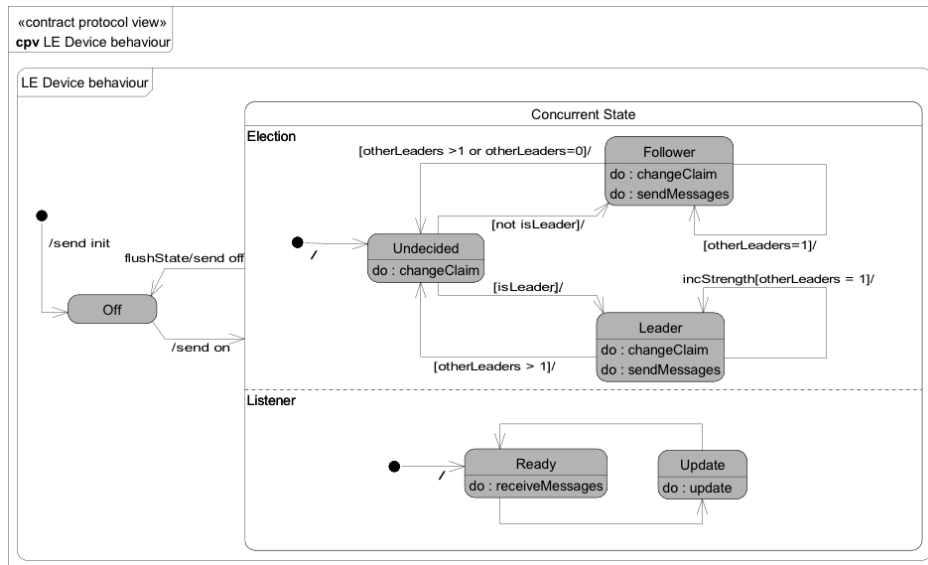 «contract protocol view»
cpv LE Device behaviour
LE Device behaviour
Concurrent State
Election
[otherLeaders >1 or otherLeaders=0]/
Follower
do : changeClaim
do : sendMessages
/send init
[not isLeader]/
Undecided
do : changeClaim
/
[otherLeaders=1]/
flushState/send off
[isLeader]/
incStrength[otherLeaders = 1]/
Off
Leader
do : changeClaim
do : sendMessages
/send on
[otherLeaders > 1]/
Listener
Ready
do : receiveMessages
/
Update
do : update